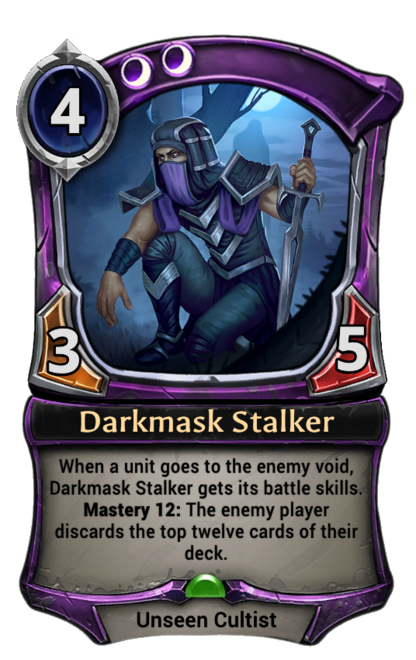 4
3
5
Darkmask Stalker
When a unit goes to the enemy void,
Darkmask Stalker gets its battle skills.
Mastery 12: The enemy player
discards the top twelve cards of their
deck.
Unseen Cultist